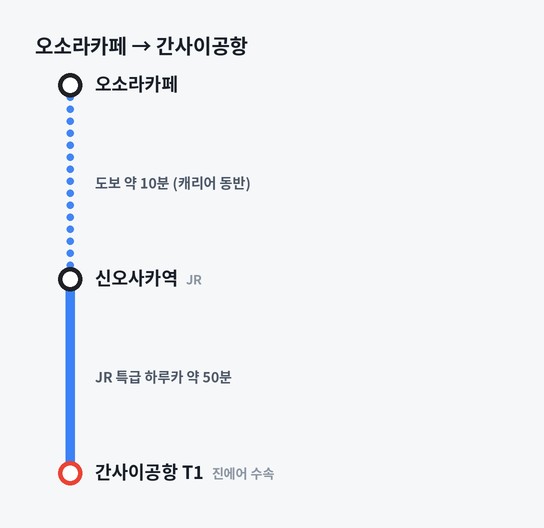 오소라카페 → 간사이공항
오소라카페
도보 약 10분 (캐리어 동반)
신오사카역 JR
JR 특급 하루카 약 50분
간사이공항 T1 진에어 수속